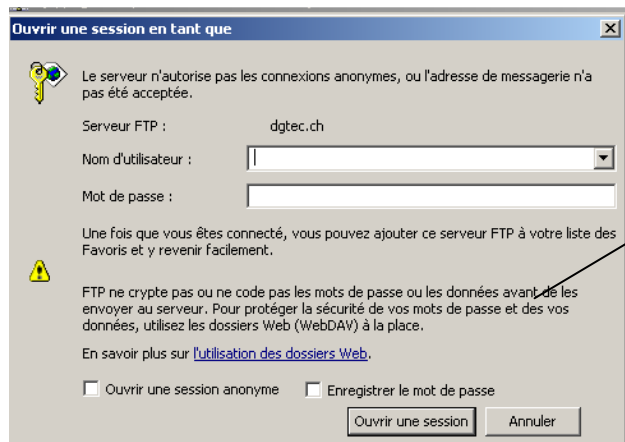 Ouvrir une session en tant que
Le serveur n'autorise pas les connexions anonymes, ou l'adresse de messagerie n'a
pas été acceptée.
Serveur FTP : dgtec.ch
Nom d'utilisateur :
Mot de passe :
Une fois que vous êtes connecté, vous pouvez ajouter ce serveur FTP à votre liste des
Favoris et y revenir facilement.
FTP ne crypte pas ou ne code pas les mots de passe ou les données avant de les
envoyer au serveur. Pour protéger la sécurité de vos mots de passe et des vos
données, utilisez les dossiers Web (WebDAV) à la place.
En savoir plus sur l'utilisation des dossiers Web.
Ouvrir une session anonyme Enregistrer le mot de passe
Ouvrir une session Annuler